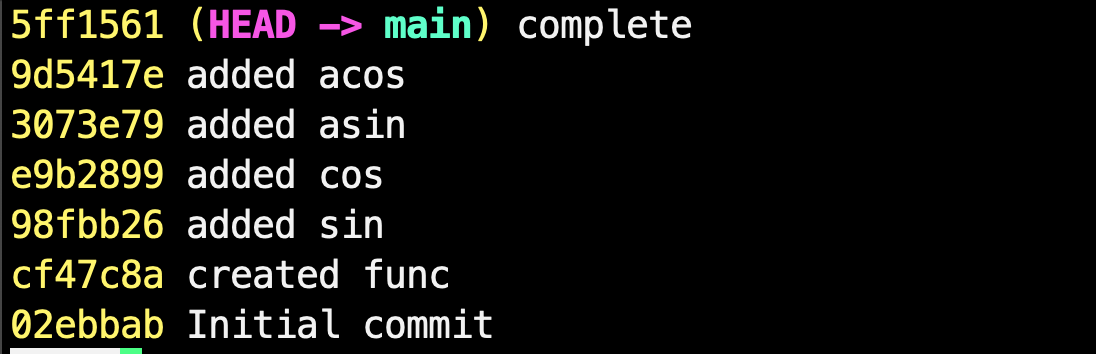 5ff1561 (HEAD -> main) complete
9d5417e added acos
3073e79 added asin
e9b2899 added cos
98fbb26 added sin
cf47c8a created func
02ebbab Initial commit